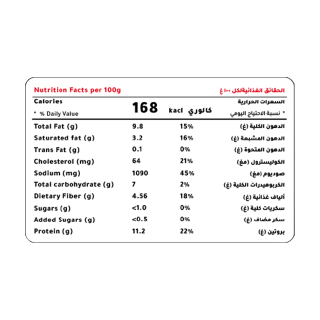 Nutrition Facts per 100g الحقائق الغذائيةلكل ١٠٠ غ
Calories 168 kacl كالوري السعرات الحرارية
* % Daily Value * نسبة الاحتياج اليومي
Total Fat (g) 9.8 15% الدهون الكلية (غ)
Saturated fat (g) 3.2 16% الدهون المشبعة (غ)
Trans Fat (g) 0.1 0% الدهون المتحوة (غ)
Cholesterol (mg) 64 21% الكوليسترول (مغ)
Sodium (mg) 1090 45% صوديوم (مغ)
Total carbohydrate (g) 7 2% الكربوهيدرات الكلية (غ)
Dietary Fiber (g) 4.56 18% ألياف غذائية (غ)
Sugars (g) <1.0 0% سكريات كلية (غ)
Added Sugars (g) <0.5 0% سكر مضاف (غ)
Protein (g) 11.2 22% بروتين (غ)